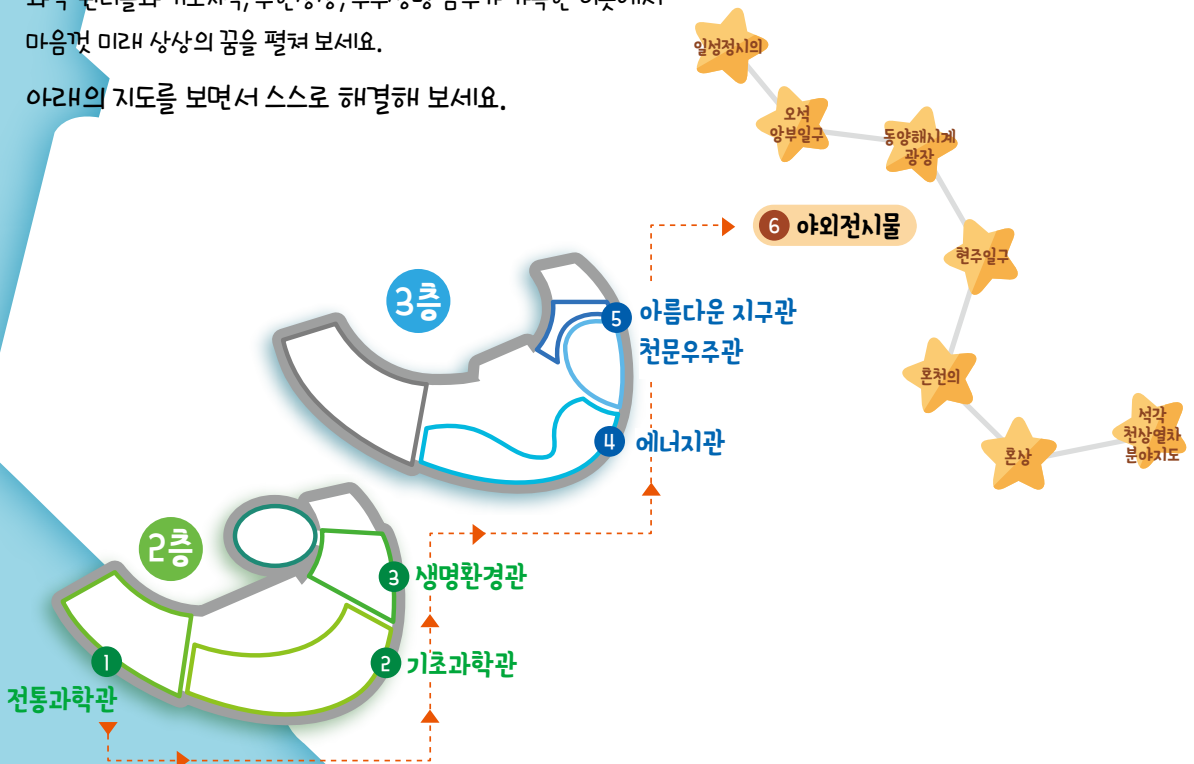 마음껏 미래 상상의 꿈을 펼쳐 보세요.
아래의 지도를 보면서 스스로 해결해 보세요.
일성정시의
오석
앙부일구
동양해시계
광장
현주일구
혼천의
혼상
석각
천상열차
분야지도
6 야외전시물
3층
5 아름다운 지구관
천문우주관
4 에너지관
2층
3 생명환경관
2 기초과학관
1
전통과학관